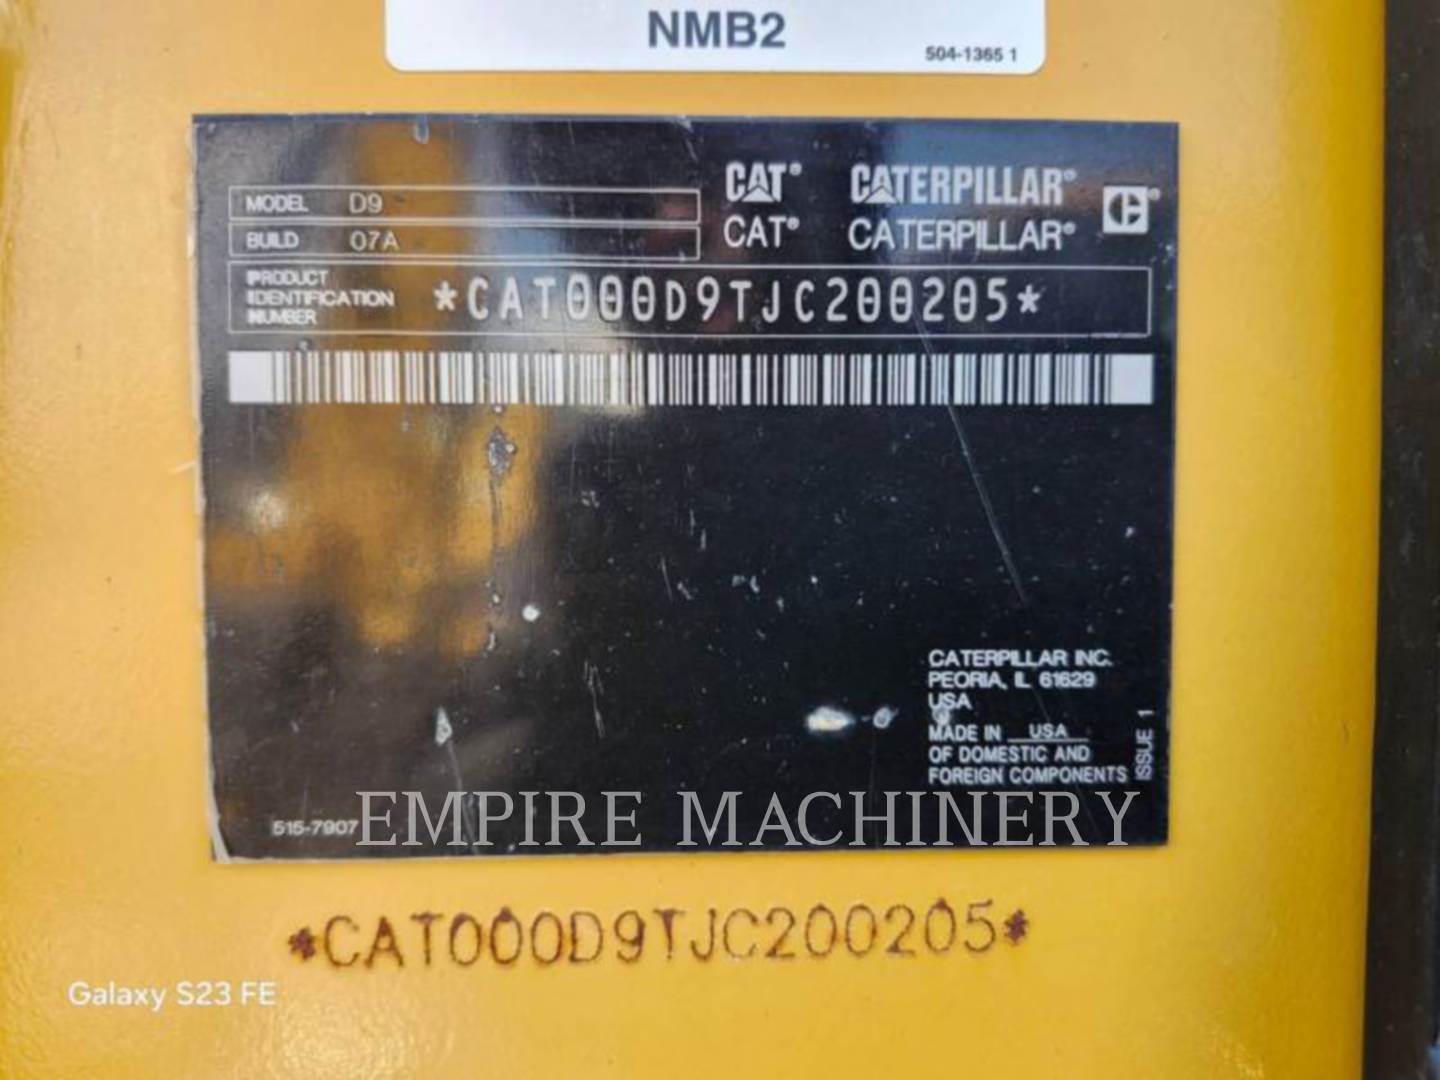 NMB2
504-1365 1
CAT® CATERPILLAR®
MODEL D9
CAT® CATERPILLAR®
BUILD 07A
PRODUCT
IDENTIFICATION
NUMBER
*CAT000D9TJC200205*
CATERPILLAR INC.
PEORIA, IL 61629
USA
MADE IN USA
OF DOMESTIC AND
FOREIGN COMPONENTS
ISSUE 1
515-7907
EMPIRE MACHINERY
*CAT000D9TJC200205*
Galaxy S23 FE